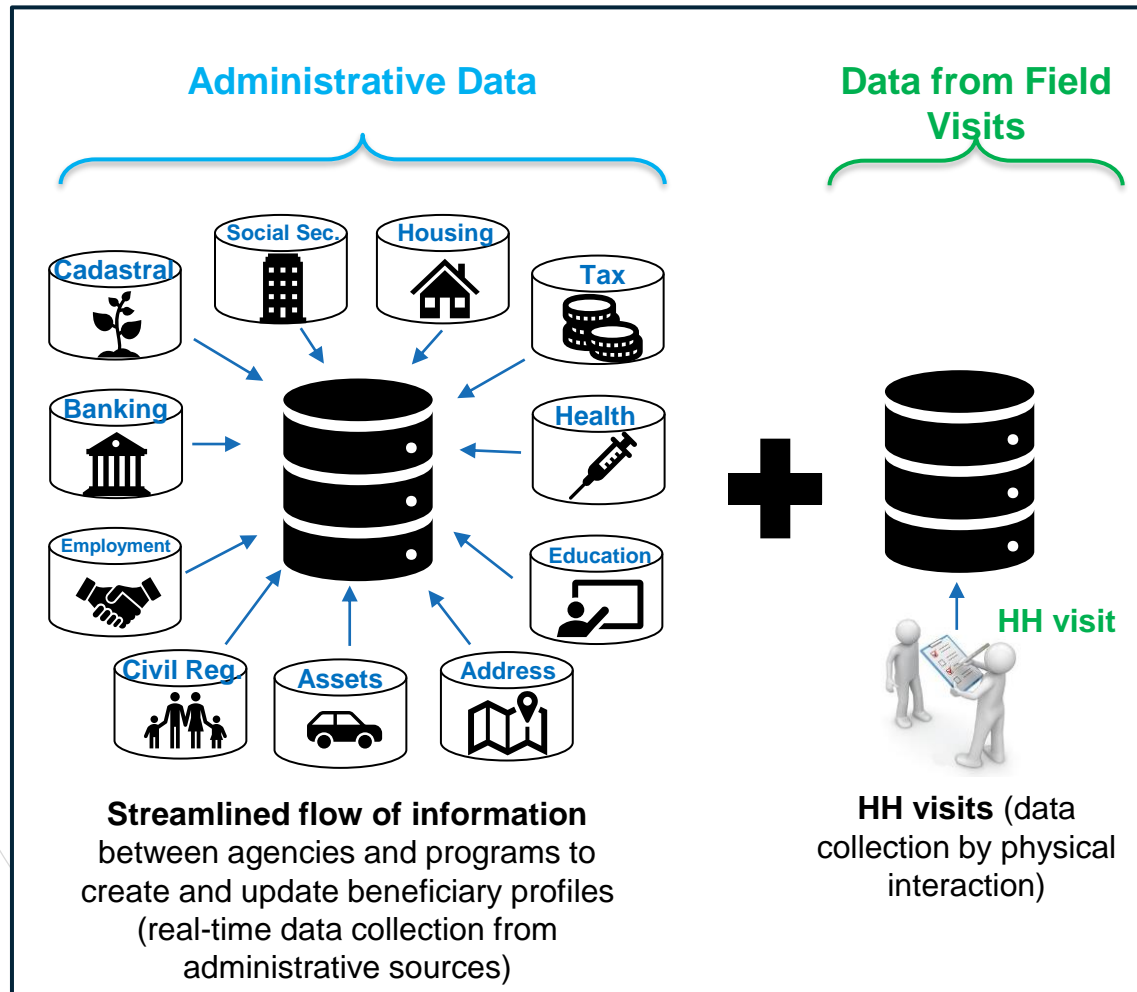 Administrative Data
Data from Field
Visits
Social Sec.
Housing
Cadastral
Tax
Banking
Health
Employment
Education
Civil Reg.
Assets
Address
HH visit
Streamlined flow of information
between agencies and programs to
create and update beneficiary profiles
(real-time data collection from
administrative sources)
HH visits (data
collection by physical
interaction)